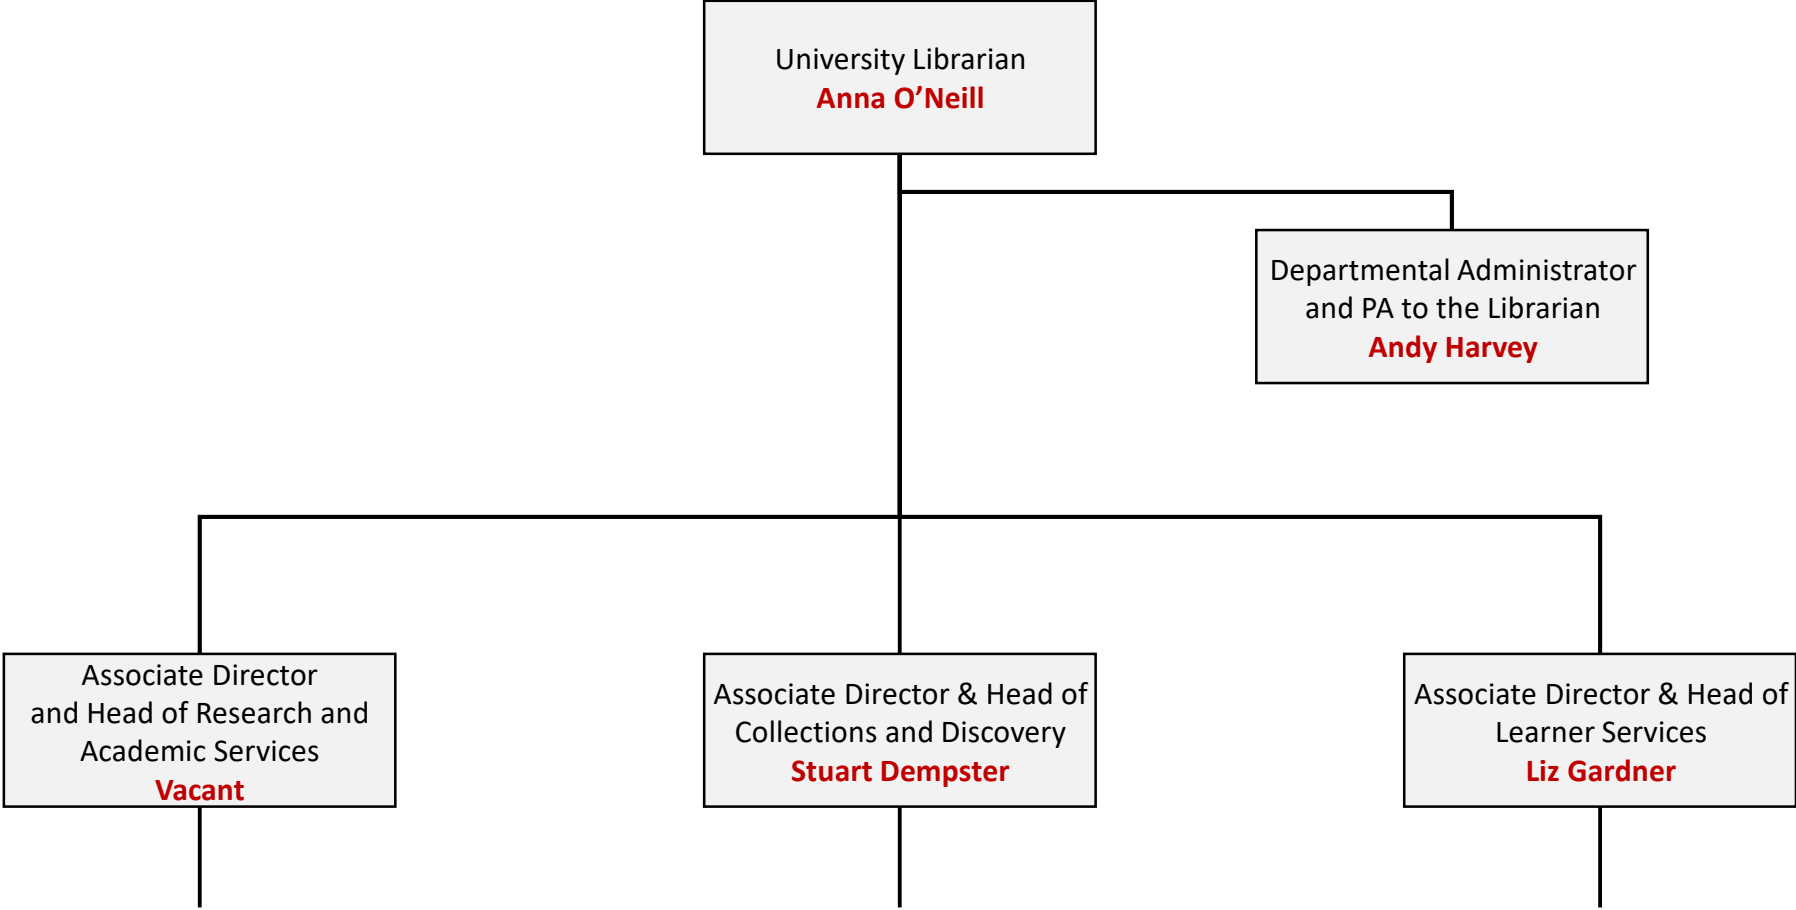 University Librarian
Anna O’Neill
Departmental Administrator
and PA to the Librarian
Andy Harvey
Associate Director
and Head of Research and
Academic Services
Vacant
Associate Director & Head of
Collections and Discovery
Stuart Dempster
Associate Director & Head of
Learner Services
Liz Gardner